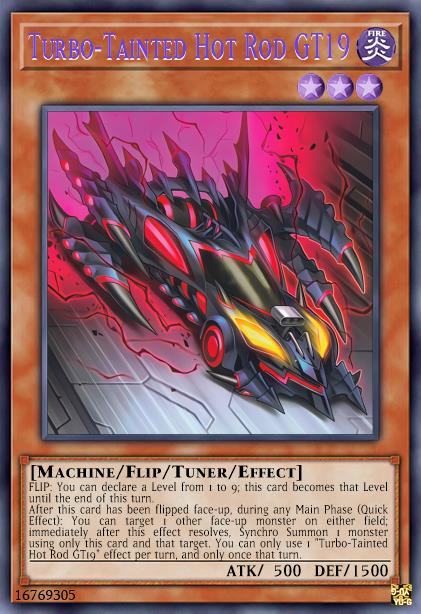 TURBO-TAINTED HOT ROD GT19
FIRE
炎
[MACHINE/FLIP/TUNER/EFFECT]
FLIP: You can declare a Level from 1 to 9; this card becomes that Level
until the end of this turn.
After this card has been flipped face-up, during any Main Phase (Quick
Effect): You can target 1 other face-up monster on either field;
immediately after this effect resolves, Synchro Summon 1 monster
using only this card and that target. You can only use 1 "Turbo-Tainted
Hot Rod GT19" effect per turn, and only once that turn.
ATK/ 500 DEF/1500
16769305